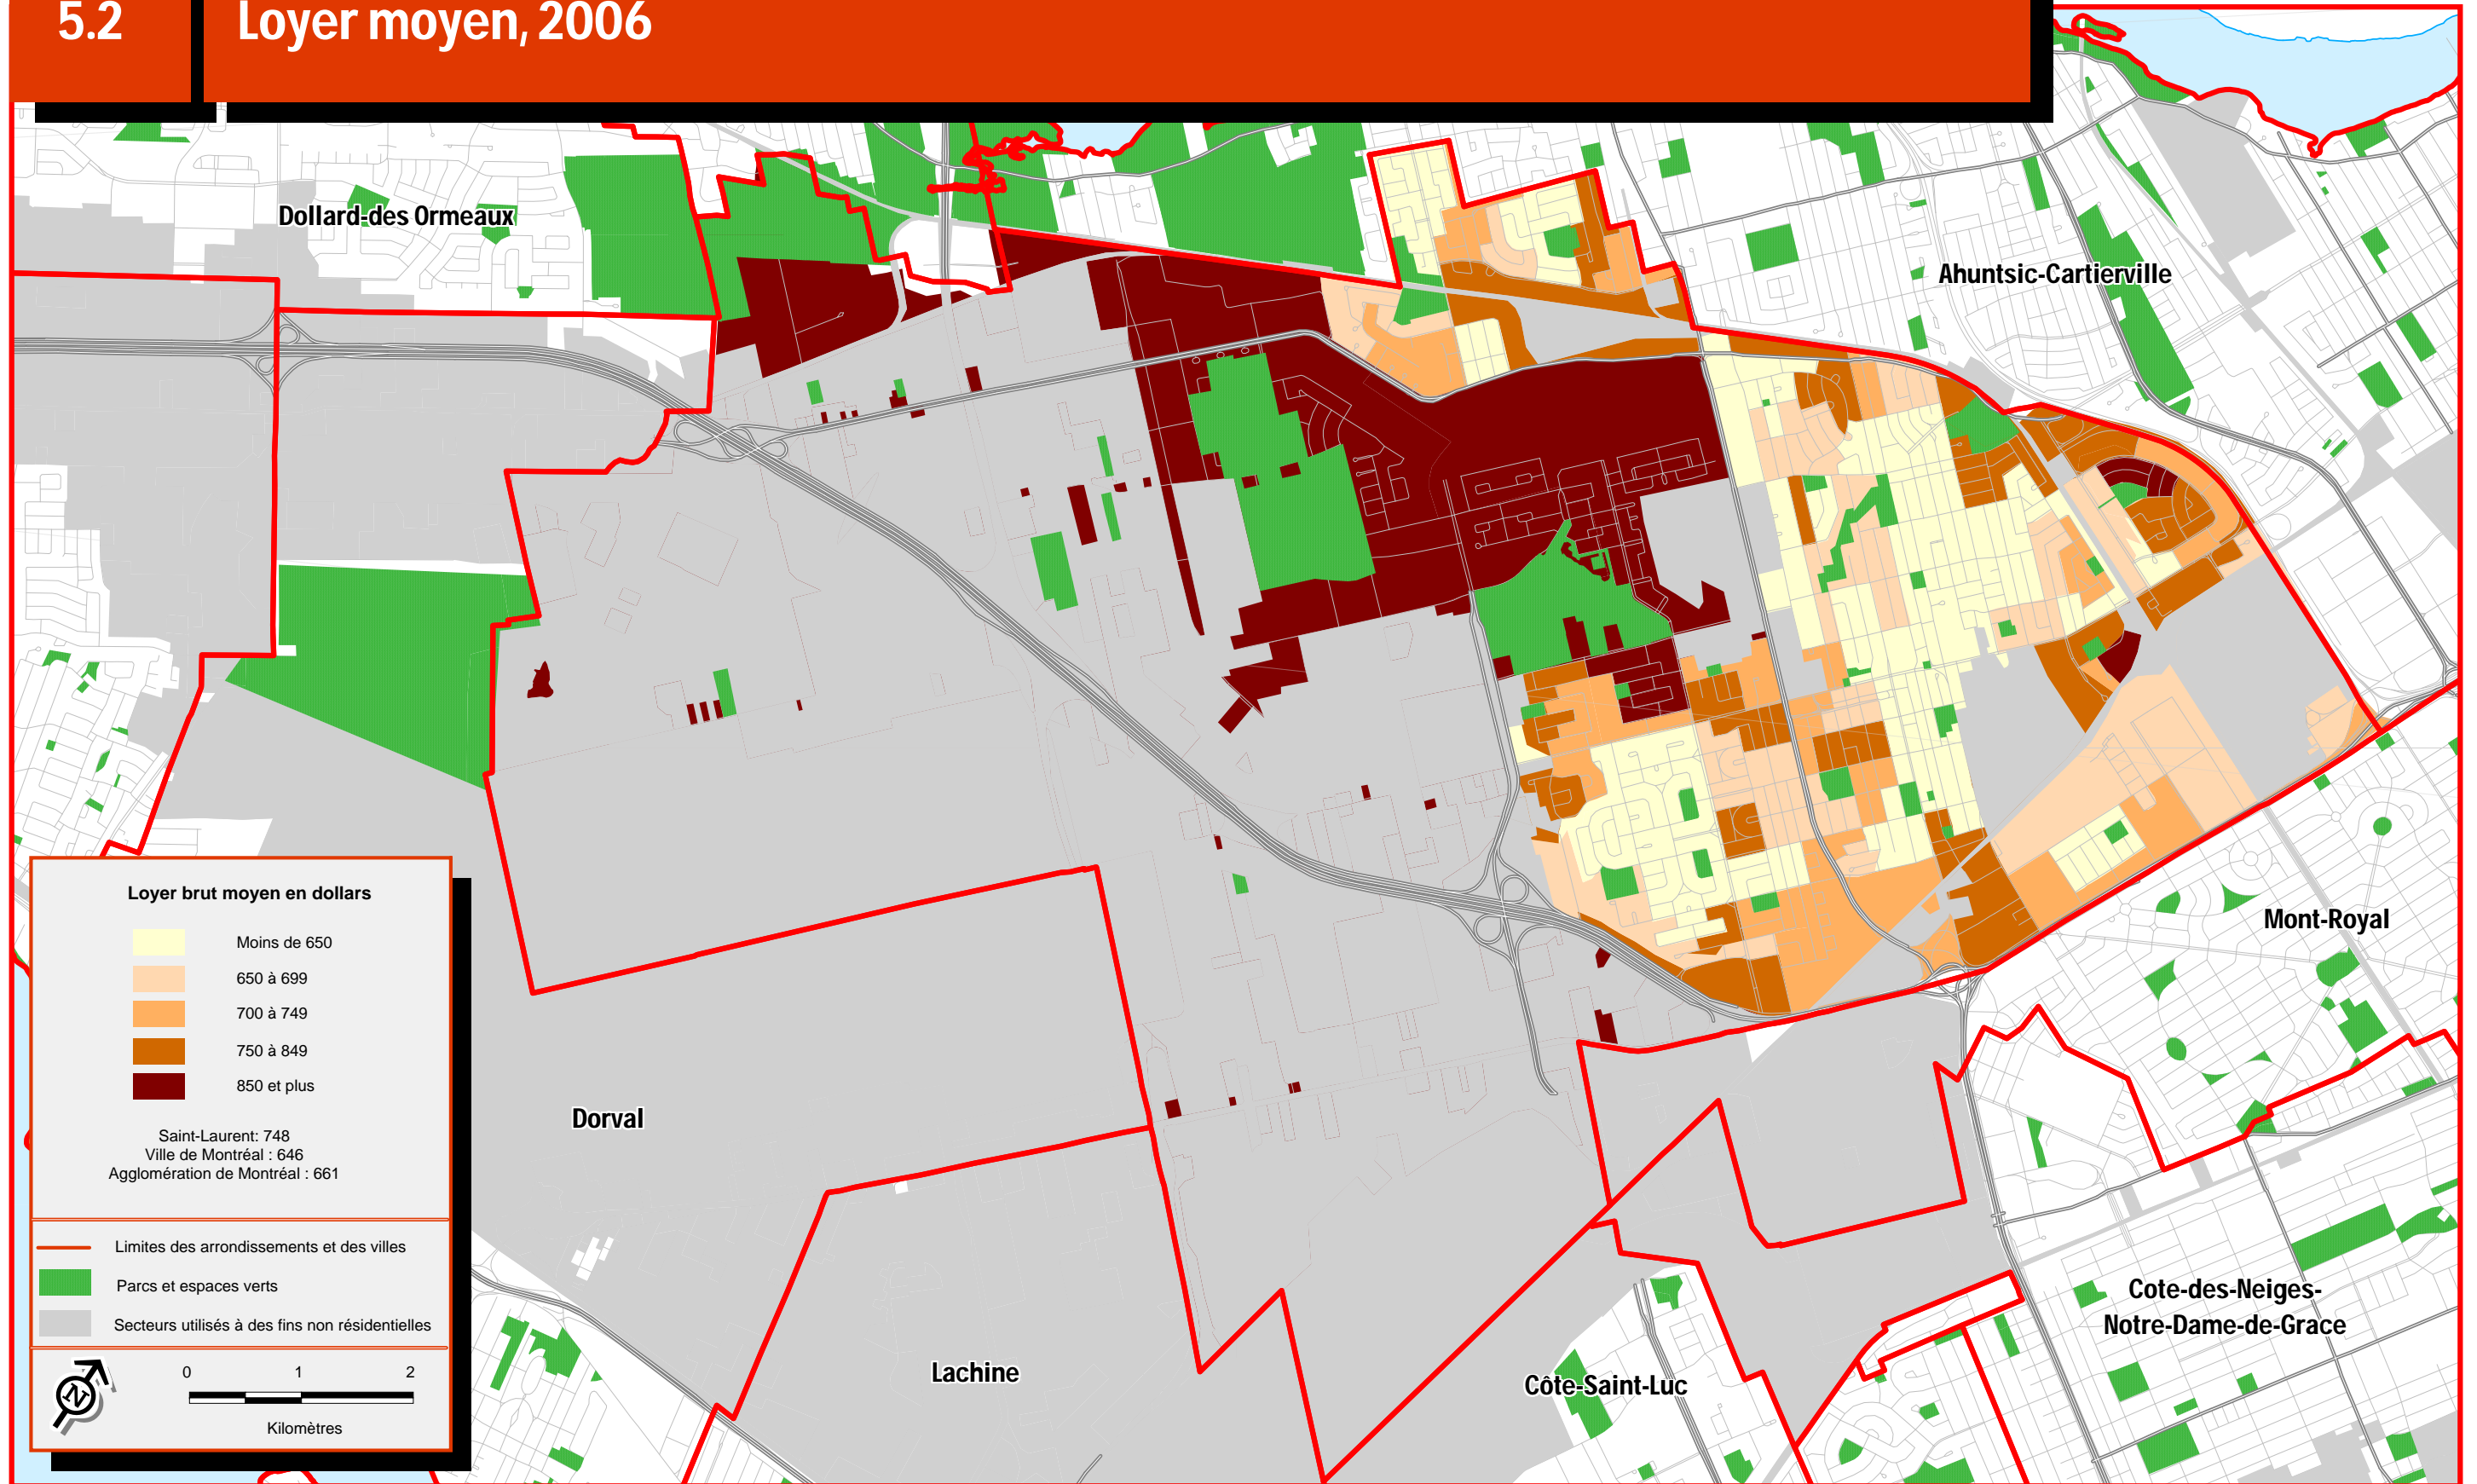 5.2
Loyer moyen, 2006
Dollard-des Ormeaux
Ahuntsic-Cartierville
Mont-Royal
Dorval
Lachine
Côte-Saint-Luc
Cote-des-Neiges-
Notre-Dame-de-Grace
Loyer brut moyen en dollars
Moins de 650
650 à 699
700 à 749
750 à 849
850 et plus
Saint-Laurent: 748
Ville de Montréal : 646
Agglomération de Montréal : 661
Limites des arrondissements et des villes
Parcs et espaces verts
Secteurs utilisés à des fins non résidentielles
N
0 1 2
Kilomètres